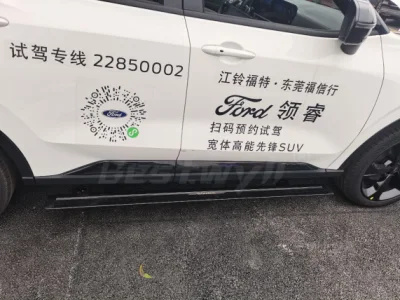 试驾专线 22850002
Ford
江铃福特·东莞福信行
Ford 领睿
扫码预约试驾
宽体高能先锋SUV